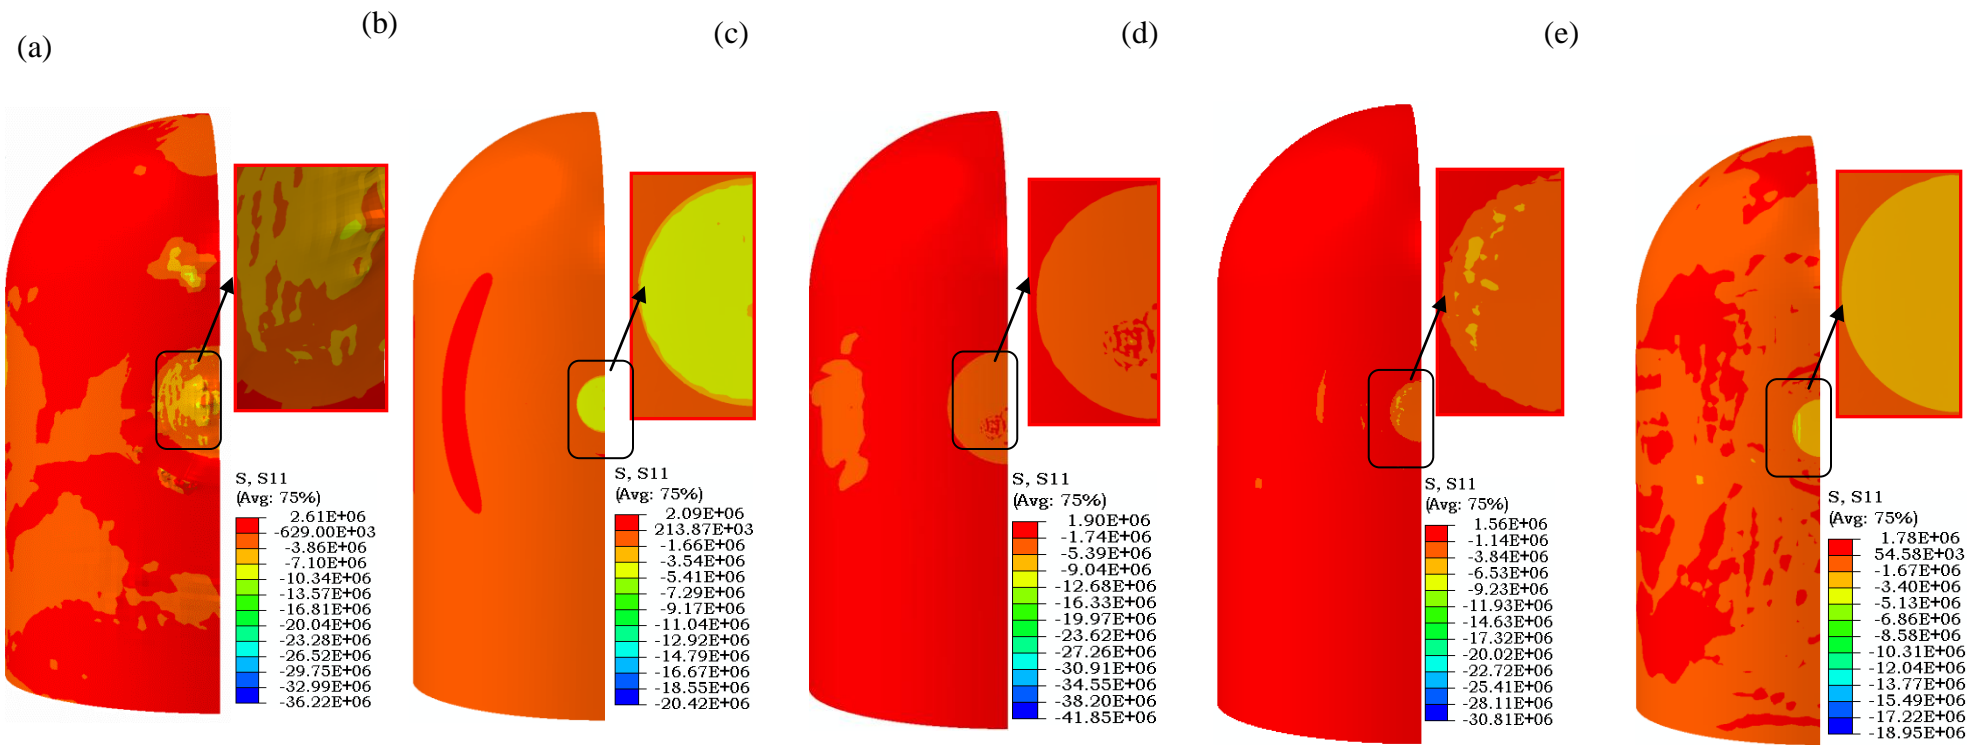 (a)
(b)
(c)
(d)
(e)
S, S11
(Avg: 75%)
2.61E+06
-629.00E+03
-3.86E+06
-7.10E+06
-10.34E+06
-13.57E+06
-16.81E+06
-20.04E+06
-23.28E+06
-26.52E+06
-29.75E+06
-32.99E+06
-36.22E+06
S, S11
(Avg: 75%)
2.09E+06
213.87E+03
-1.66E+06
-3.54E+06
-5.41E+06
-7.29E+06
-9.17E+06
-11.04E+06
-12.92E+06
-14.79E+06
-16.67E+06
-18.55E+06
-20.42E+06
S, S11
(Avg: 75%)
1.90E+06
-1.74E+06
-5.39E+06
-9.04E+06
-12.68E+06
-16.33E+06
-19.97E+06
-23.62E+06
-27.26E+06
-30.91E+06
-34.55E+06
-38.20E+06
-41.85E+06
S, S11
(Avg: 75%)
1.56E+06
-1.14E+06
-3.84E+06
-6.53E+06
-9.23E+06
-11.93E+06
-14.63E+06
-17.32E+06
-20.02E+06
-22.72E+06
-25.41E+06
-28.11E+06
-30.81E+06
S, S11
(Avg: 75%)
1.78E+06
54.58E+03
-1.67E+06
-3.40E+06
-5.13E+06
-6.86E+06
-8.58E+06
-10.31E+06
-12.04E+06
-13.77E+06
-15.49E+06
-17.22E+06
-18.95E+06